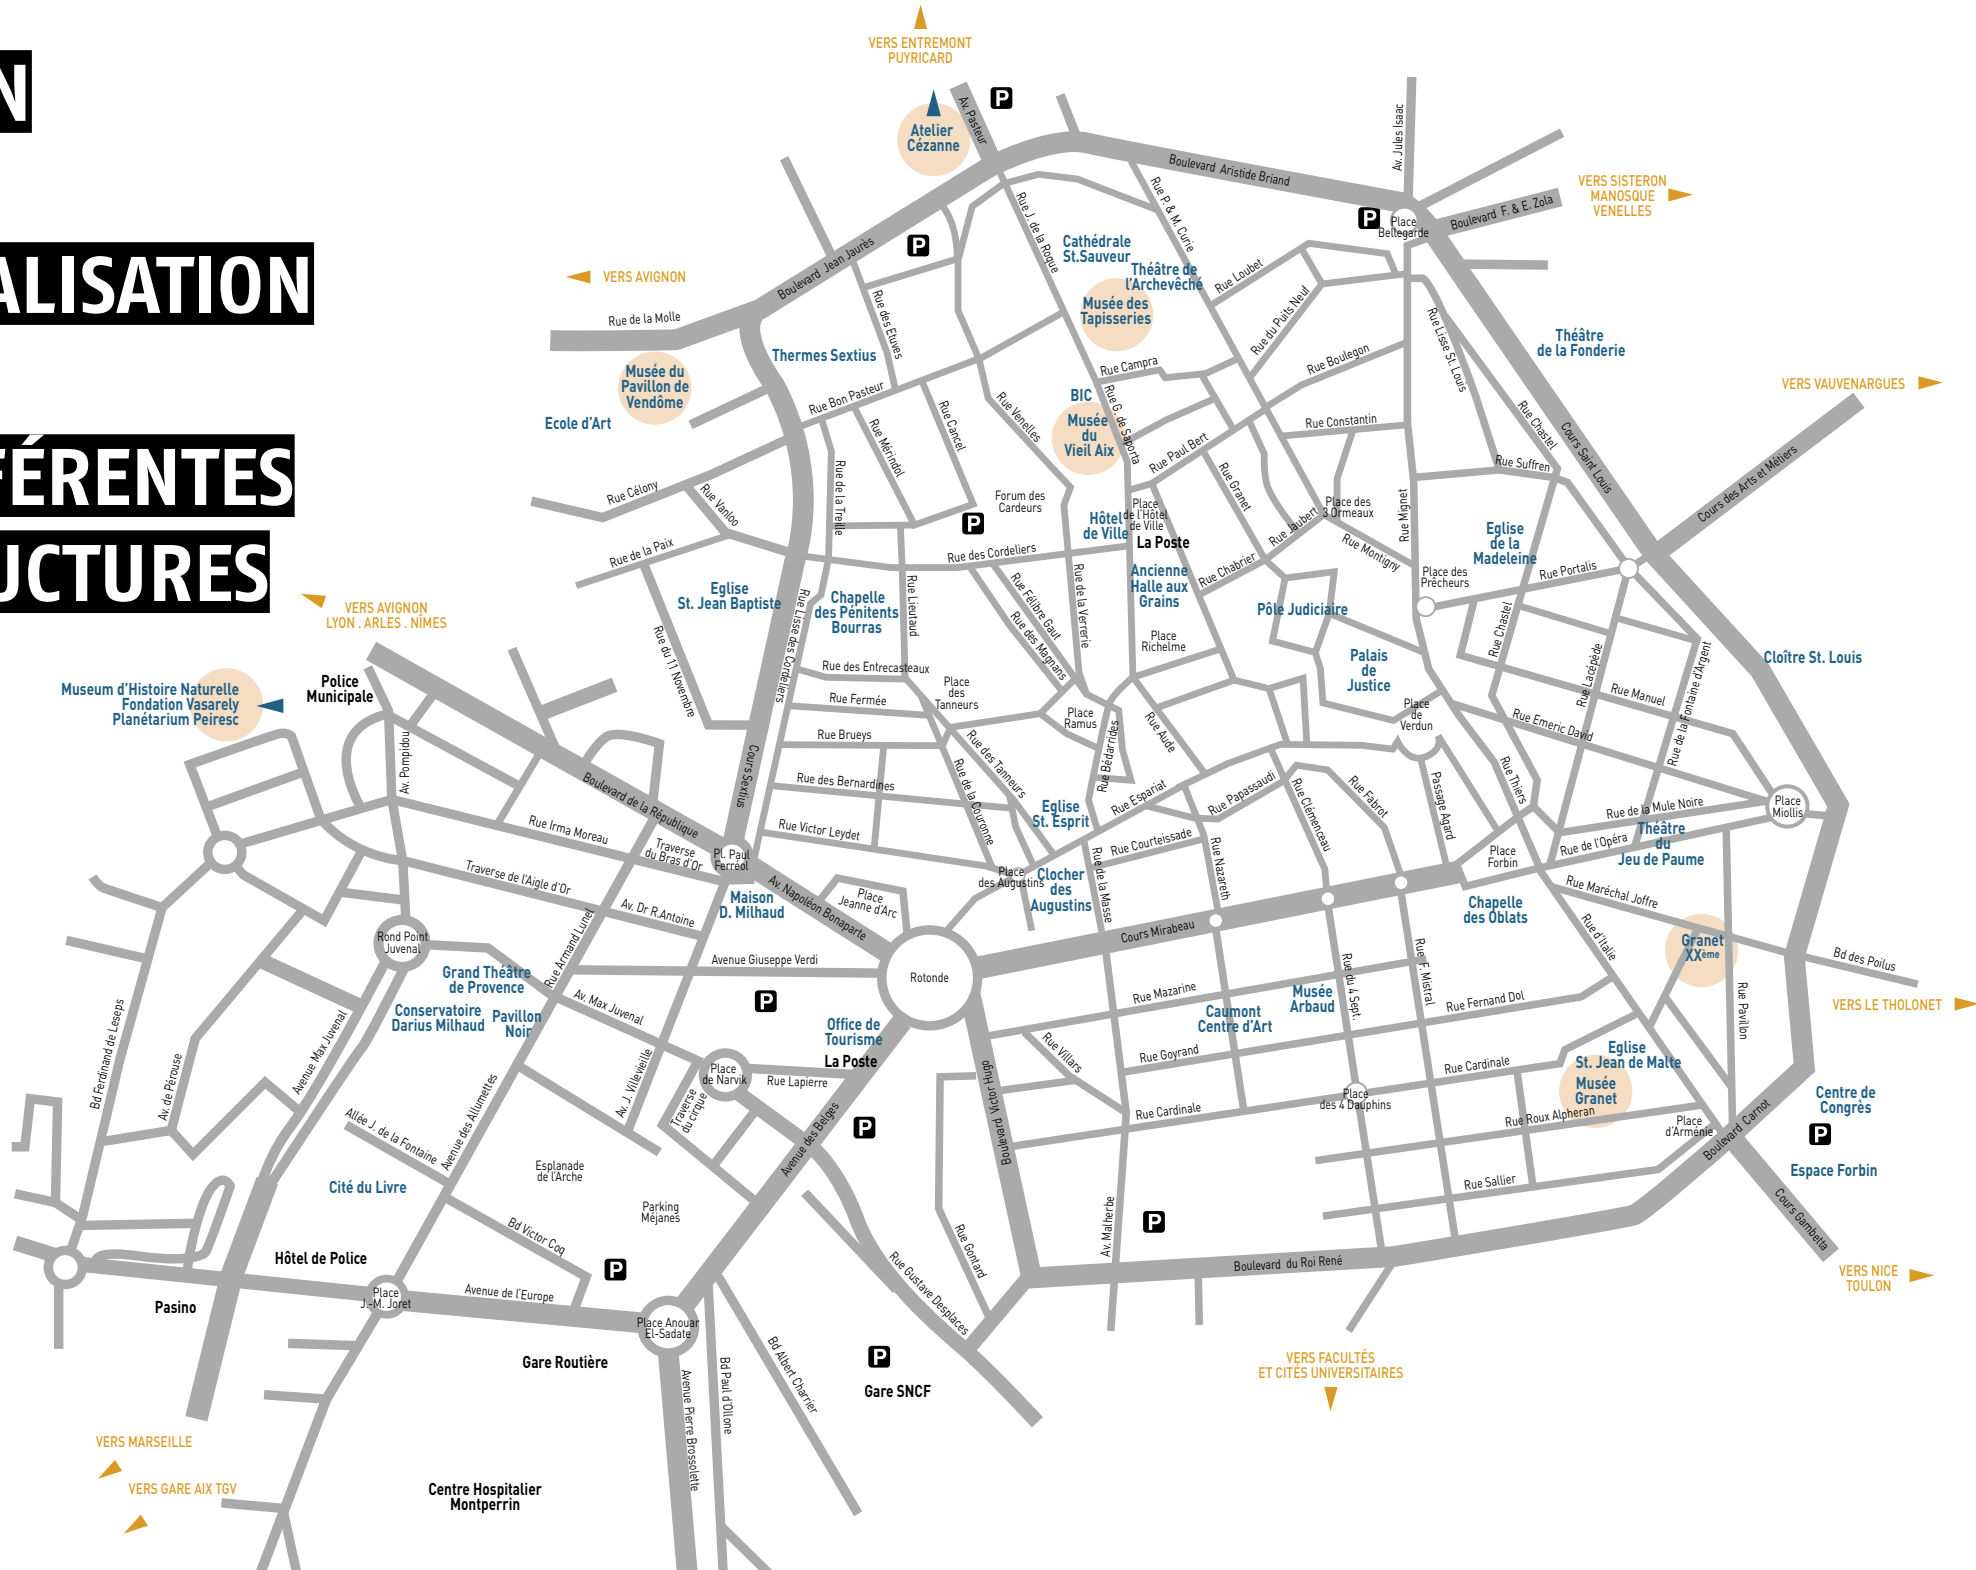 N
ALISATION
FÉRENTES
UCTURES
VERS ENTREMONT
PUYRICARD
P
Av. Pasteur
Atelier
Cézanne
Av. Jules Isaac
Boulevard Aristide Briand
VERS SISTERON
MANOSQUE
VENELLES
Boulevard F. & E. Zola
P
Place
Bellegarde
Rue P. & M. Curie
Rue J. de la Roque
Cathédrale
St.Sauveur
Théâtre de
l'Archevêché
Musée des
Tapisseries
Rue Loubet
Rue du Puits Neuf
P
Boulevard Jean Jaurès
VERS AVIGNON
Rue de la Molle
Rue des Etuves
Thermes Sextius
Musée du
Pavillon de
Vendôme
Ecole d'Art
Rue Bon Pasteur
Rue Campra
Rue Boulegon
Rue Lisse St. Louis
Théâtre
de la Fonderie
VERS VAUVENARGUES
BIC
Musée
du
Vieil Aix
Rue G. de Saporta
Rue Venelles
Rue Cancel
Rue Mérindol
Rue de la Treille
Rue Constantin
Rue Chastel
Cours Saint Louis
Cours des Arts et Métiers
Rue Paul Bert
Rue Granet
Rue Suffren
Rue Célony
Rue Vanloo
Forum des
Cardeurs
P
Hôtel
de Ville
Place
de l'Hôtel
de Ville
La Poste
Place des
3 Ormeaux
Rue Jaubert
Rue Mignet
Rue Montigny
Eglise
de la
Madeleine
Rue de la Paix
Rue des Cordeliers
Ancienne
Halle aux
Grains
Rue Chabrier
Place des
Prêcheurs
Rue Portalis
Eglise
St. Jean Baptiste
Rue Lisse des Cordeliers
Chapelle
des Pénitents
Bourras
Rue Lieutaud
Rue Félibre Gaut
Rue des Magnans
Rue de la Verrerie
Pôle Judiciaire
Rue Chastel
VERS AVIGNON
LYON . ARLES . NÎMES
Rue du 11 Novembre
Place
Richelme
Palais
de
Justice
Rue Lacépède
Rue de la Fontaine d'Argent
Cloître St. Louis
Museum d'Histoire Naturelle
Fondation Vasarely
Planétarium Peiresc
Police
Municipale
Rue des Entrecasteaux
Place
des
Tanneurs
Rue Fermée
Place
Ramus
Rue Aude
Place
de
Verdun
Rue Manuel
Rue Emeric David
Av. Pompidou
Rue Brueys
Rue des Tanneurs
Rue Bédarrides
Cours Sextius
Boulevard de la République
Rue des Bernardines
Rue de la Couronne
Eglise
St. Esprit
Rue Espariat
Rue Papassaudi
Rue Clémenceau
Rue Fabrot
Passage Agard
Rue Thiers
Rue de la Mule Noire
Place
Miollis
Rue Irma Moreau
Traverse
du Bras d'Or
Pl. Paul
Ferréol
Rue Victor Leydet
Rue Courteissade
Rue Nazareth
Place
Forbin
Rue de l'Opéra
Théâtre
du
Jeu de Paume
Traverse de l'Aigle d'Or
Place
des Augustins
Clocher
des
Augustins
Rue de la Masse
Maison
D. Milhaud
Av. Napoléon Bonaparte
Place
Jeanne d'Arc
Chapelle
des Oblats
Rue Maréchal Joffre
Av. Dr R.Antoine
Rue Armand Lunel
Rond Point
Juvenal
Cours Mirabeau
Rue d'Italie
Granet
XXème
Bd des Poilus
Avenue Giuseppe Verdi
Rotonde
VERS LE THOLONET
Grand Théâtre
de Provence
Conservatoire
Darius Milhaud
Pavillon
Noir
Av. Max Juvenal
P
Office de
Tourisme
La Poste
Rue Mazarine
Caumont
Centre d'Art
Musée
Arbaud
Rue du 4 Sept.
Rue F. Mistral
Rue Fernand Dol
Rue Pavillon
Bd Ferdinand de Lesseps
Av. de Pérouse
Avenue Max Juvenal
Av. J. Villevieille
Place
de Narvik
Rue Lapierre
Rue Villars
Rue Goyrand
Rue Cardinale
Eglise
St. Jean de Malte
Musée
Granet
Traverse
du cirque
Avenue des Belges
P
Boulevard Victor Hugo
Rue Cardinale
Place
des 4 Dauphins
Rue Roux Alpheran
Place
d'Arménie
Boulevard Carnot
Centre de
Congrès
P
Espace Forbin
Allée J. de la Fontaine
Avenue des Allumettes
Cité du Livre
Esplanade
de l'Arche
Parking
Méjanes
Rue Sallier
Cours Gambetta
Bd Victor Coq
P
Rue Gustave Desplaces
Rue Gontard
Av. Malherbe
P
Boulevard du Roi René
VERS NICE
TOULON
Hôtel de Police
Pasino
Place
J.-M. Joret
Avenue de l'Europe
Place Anouar
El-Sadate
Gare Routière
Bd Albert Charrier
Bd Paul d'Ollone
Avenue Pierre Brossolette
P
Gare SNCF
VERS FACULTÉS
ET CITÉS UNIVERSITAIRES
VERS MARSEILLE
VERS GARE AIX TGV
Centre Hospitalier
Montperrin